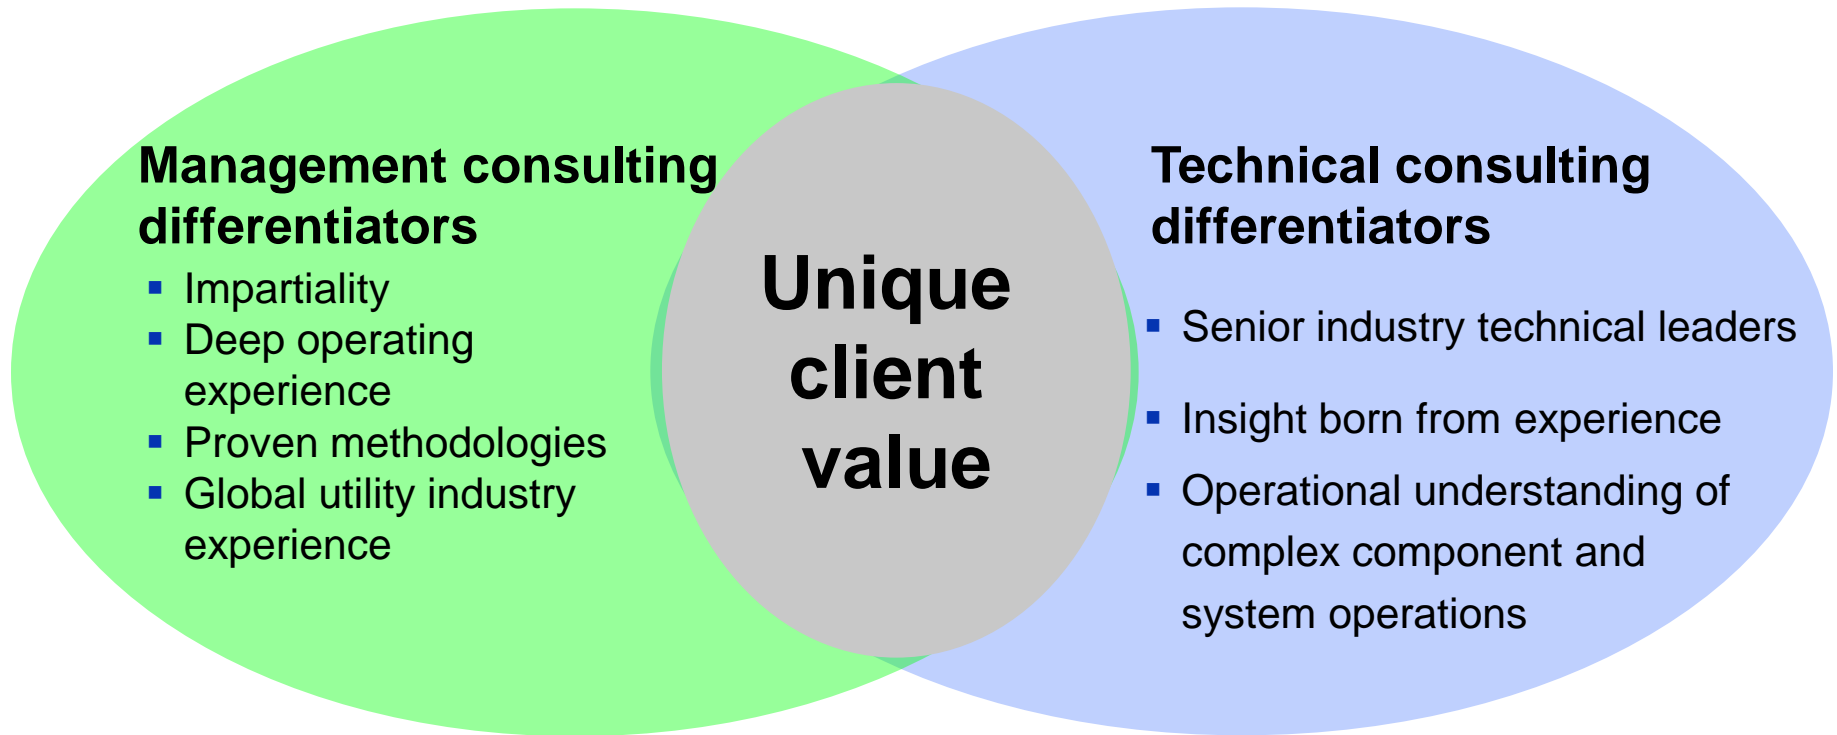 Management consulting
differentiators
▪ Impartiality
▪ Deep operating
experience
▪ Proven methodologies
▪ Global utility industry
experience
Unique
client
value
Technical consulting
differentiators
▪ Senior industry technical leaders
▪ Insight born from experience
▪ Operational understanding of
complex component and
system operations